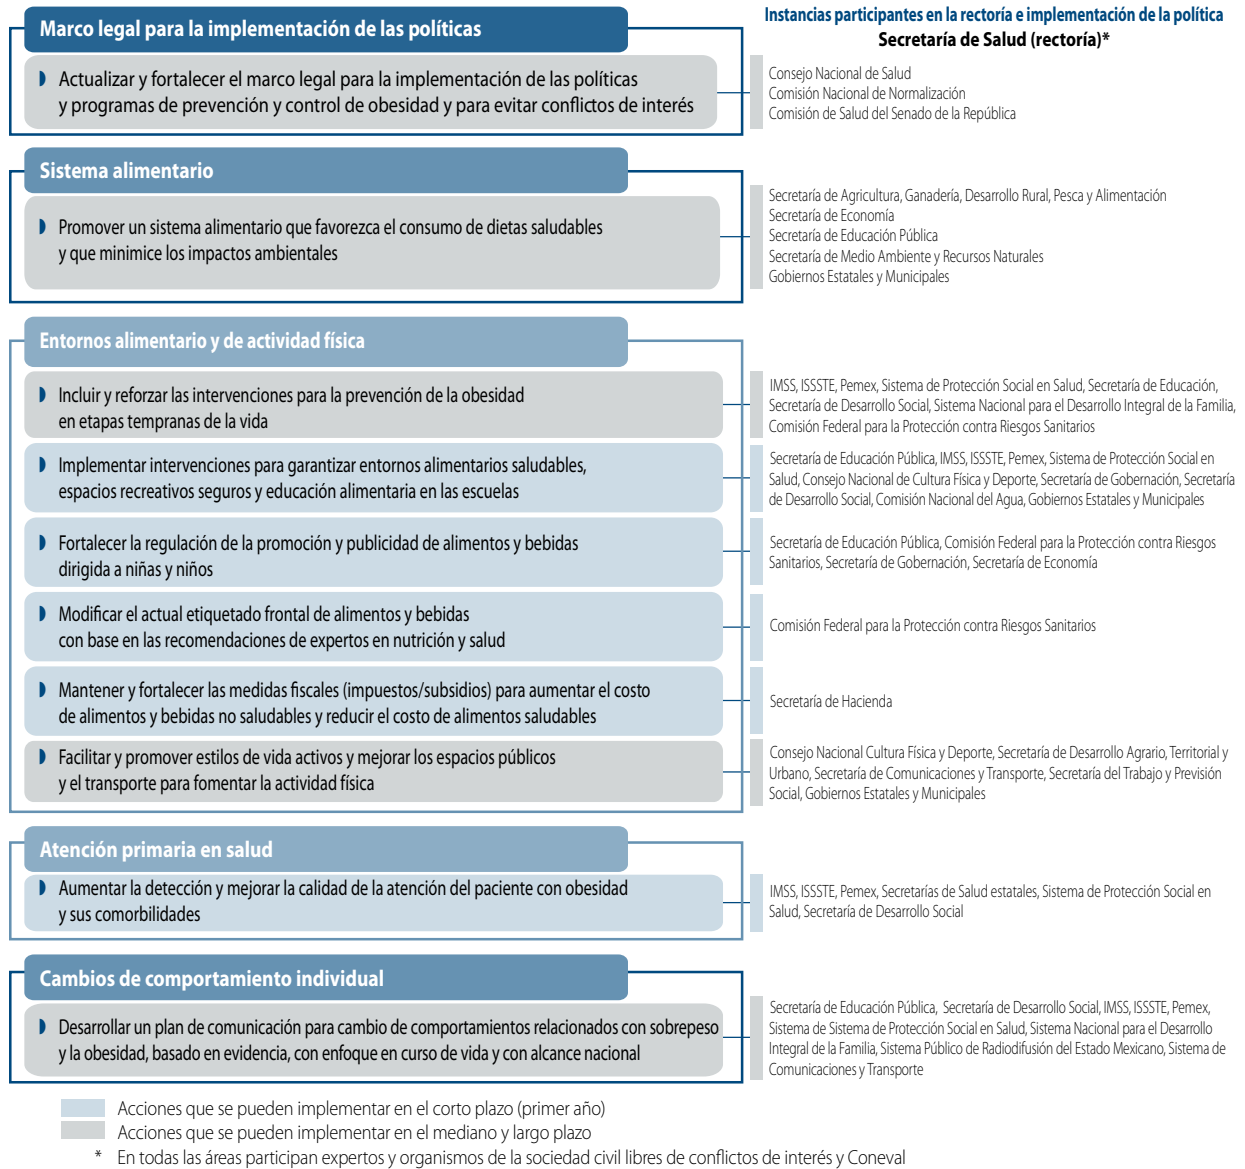 Instancias participantes en la rectoría e implementación de la política
Secretaría de Salud (rectoría)*
Marco legal para la implementación de las políticas
Actualizar y fortalecer el marco legal para la implementación de las políticas
y programas de prevención y control de obesidad y para evitar conflictos de interés
Consejo Nacional de Salud
Comisión Nacional de Normalización
Comisión de Salud del Senado de la República
Sistema alimentario
Promover un sistema alimentario que favorezca el consumo de dietas saludables
y que minimice los impactos ambientales
Secretaría de Agricultura, Ganadería, Desarrollo Rural, Pesca y Alimentación
Secretaría de Economía
Secretaría de Educación Pública
Secretaría de Medio Ambiente y Recursos Naturales
Gobiernos Estatales y Municipales
Entornos alimentario y de actividad física
Incluir y reforzar las intervenciones para la prevención de la obesidad
en etapas tempranas de la vida
IMSS, ISSSTE, Pemex, Sistema de Protección Social en Salud, Secretaría de Educación,
Secretaría de Desarrollo Social, Sistema Nacional para el Desarrollo Integral de la Familia,
Comisión Federal para la Protección contra Riesgos Sanitarios
Implementar intervenciones para garantizar entornos alimentarios saludables,
espacios recreativos seguros y educación alimentaria en las escuelas
Secretaría de Educación Pública, IMSS, ISSSTE, Pemex, Sistema de Protección Social en
Salud, Consejo Nacional de Cultura Física y Deporte, Secretaría de Gobernación, Secretaría
de Desarrollo Social, Comisión Nacional del Agua, Gobiernos Estatales y Municipales
Fortalecer la regulación de la promoción y publicidad de alimentos y bebidas
dirigida a niñas y niños
Secretaría de Educación Pública, Comisión Federal para la Protección contra Riesgos
Sanitarios, Secretaría de Gobernación, Secretaría de Economía
Modificar el actual etiquetado frontal de alimentos y bebidas
con base en las recomendaciones de expertos en nutrición y salud
Comisión Federal para la Protección contra Riesgos Sanitarios
Mantener y fortalecer las medidas fiscales (impuestos/subsidios) para aumentar el costo
de alimentos y bebidas no saludables y reducir el costo de alimentos saludables
Secretaría de Hacienda
Facilitar y promover estilos de vida activos y mejorar los espacios públicos
y el transporte para fomentar la actividad física
Consejo Nacional Cultura Física y Deporte, Secretaría de Desarrollo Agrario, Territorial y
Urbano, Secretaría de Comunicaciones y Transporte, Secretaría del Trabajo y Previsión
Social, Gobiernos Estatales y Municipales
Atención primaria en salud
Aumentar la detección y mejorar la calidad de la atención del paciente con obesidad
y sus comorbilidades
IMSS, ISSSTE, Pemex, Secretarías de Salud estatales, Sistema de Protección Social en
Salud, Secretaría de Desarrollo Social
Cambios de comportamiento individual
Desarrollar un plan de comunicación para cambio de comportamientos relacionados con sobrepeso
y la obesidad, basado en evidencia, con enfoque en curso de vida y con alcance nacional
Secretaría de Educación Pública, Secretaría de Desarrollo Social, IMSS, ISSSTE, Pemex,
Sistema de Sistema de Protección Social en Salud, Sistema Nacional para el Desarrollo
Integral de la Familia, Sistema Público de Radiodifusión del Estado Mexicano, Sistema de
Comunicaciones y Transporte
Acciones que se pueden implementar en el corto plazo (primer año)
Acciones que se pueden implementar en el mediano y largo plazo
* En todas las áreas participan expertos y organismos de la sociedad civil libres de conflictos de interés y Coneval